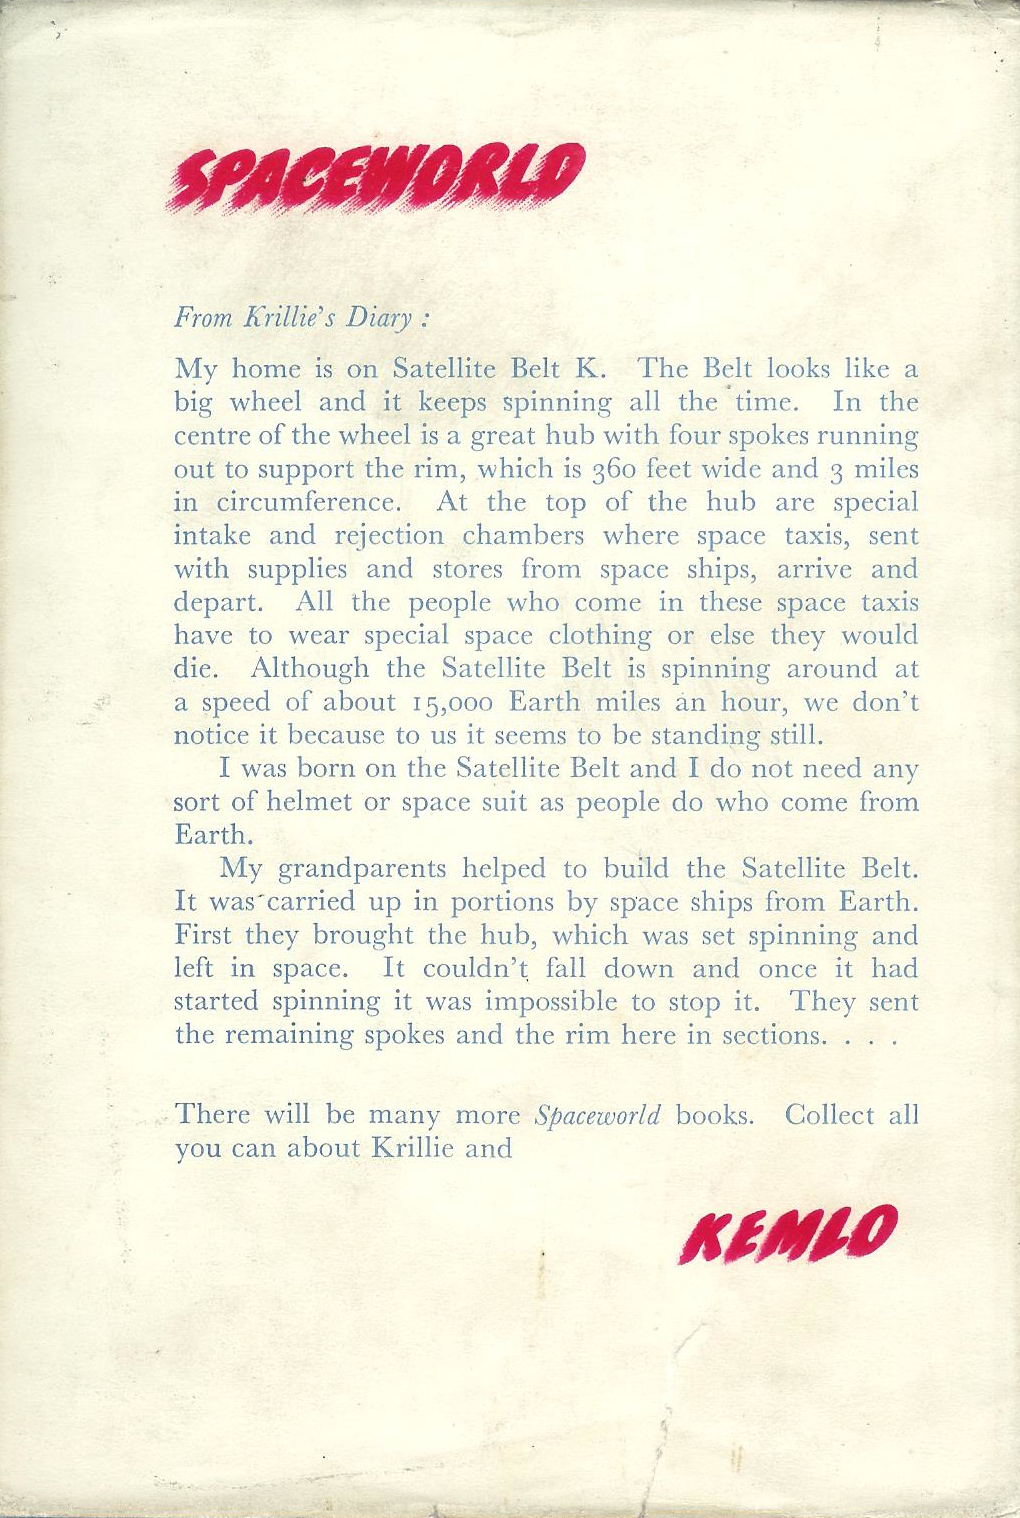 SPACEWORLD
From Krillie's Diary :
My home is on Satellite Belt K. The Belt looks like a
big wheel and it keeps spinning all the time. In the
centre of the wheel is a great hub with four spokes running
out to support the rim, which is 360 feet wide and 3 miles
in circumference. At the top of the hub are special
intake and rejection chambers where space taxis, sent
with supplies and stores from space ships, arrive and
depart. All the people who come in these space taxis
have to wear special space clothing or else they would
die. Although the Satellite Belt is spinning around at
a speed of about 15,000 Earth miles an hour, we don't
notice it because to us it seems to be standing still.
I was born on the Satellite Belt and I do not need any
sort of helmet or space suit as people do who come from
Earth.
My grandparents helped to build the Satellite Belt.
It was carried up in portions by space ships from Earth.
First they brought the hub, which was set spinning and
left in space. It couldn't fall down and once it had
started spinning it was impossible to stop it. They sent
the remaining spokes and the rim here in sections. . . .
There will be many more Spaceworld books. Collect all
you can about Krillie and
KEMLO